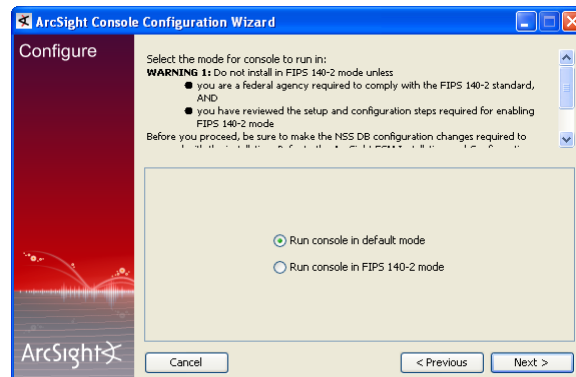 ArcSight Console Configuration Wizard
Configure
Select the mode for console to run in:
WARNING 1: Do not install in FIPS 140-2 mode unless
you are a federal agency required to comply with the FIPS 140-2 standard,
AND
you have reviewed the setup and configuration steps required for enabling
FIPS 140-2 mode
Before you proceed, be sure to make the NSS DB configuration changes required to
Run console in default mode
Run console in FIPS 140-2 mode
ArcSight
Cancel
< Previous
Next >